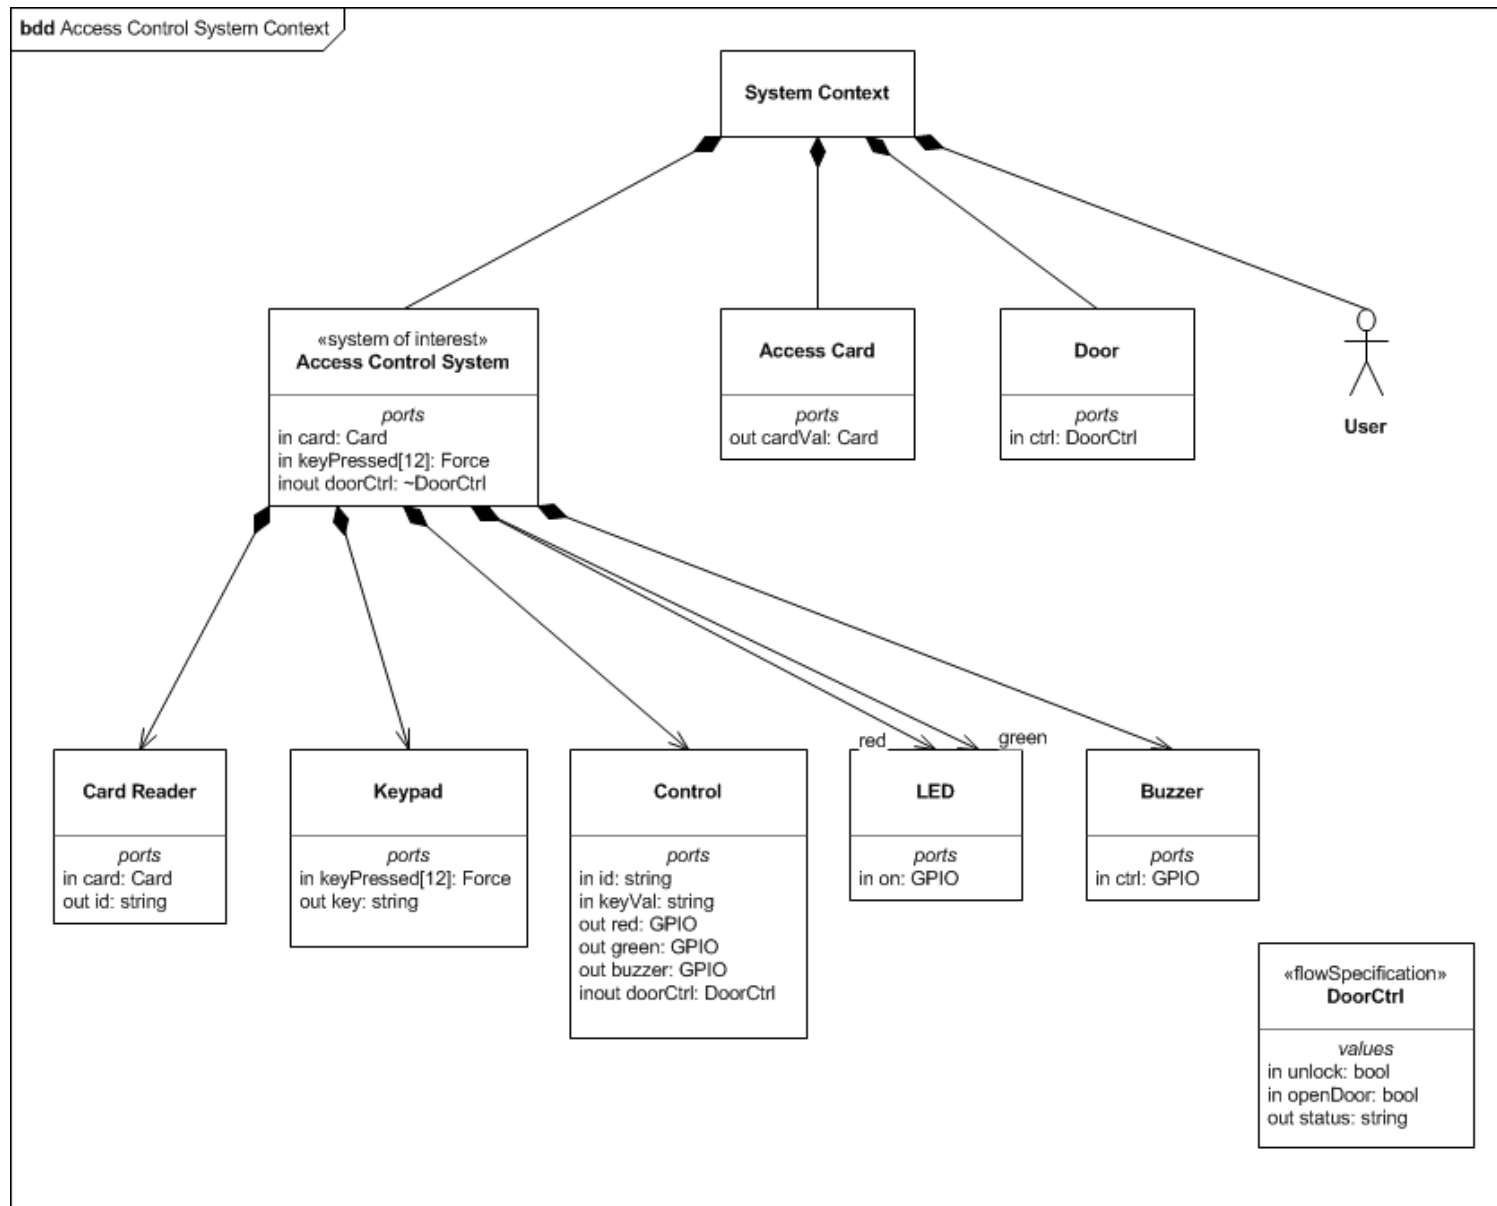 bdd Access Control System Context
System Context
«system of interest»
Access Control System
ports
in card: Card
in keyPressed[12]: Force
inout doorCtrl: ~DoorCtrl
Access Card
ports
out cardVal: Card
Door
ports
in ctrl: DoorCtrl
User
red
green
Card Reader
ports
in card: Card
out id: string
Keypad
ports
in keyPressed[12]: Force
out key: string
Control
ports
in id: string
in keyVal: string
out red: GPIO
out green: GPIO
out buzzer: GPIO
inout doorCtrl: DoorCtrl
LED
ports
in on: GPIO
Buzzer
ports
in ctrl: GPIO
«flowSpecification»
DoorCtrl
values
in unlock: bool
in openDoor: bool
out status: string